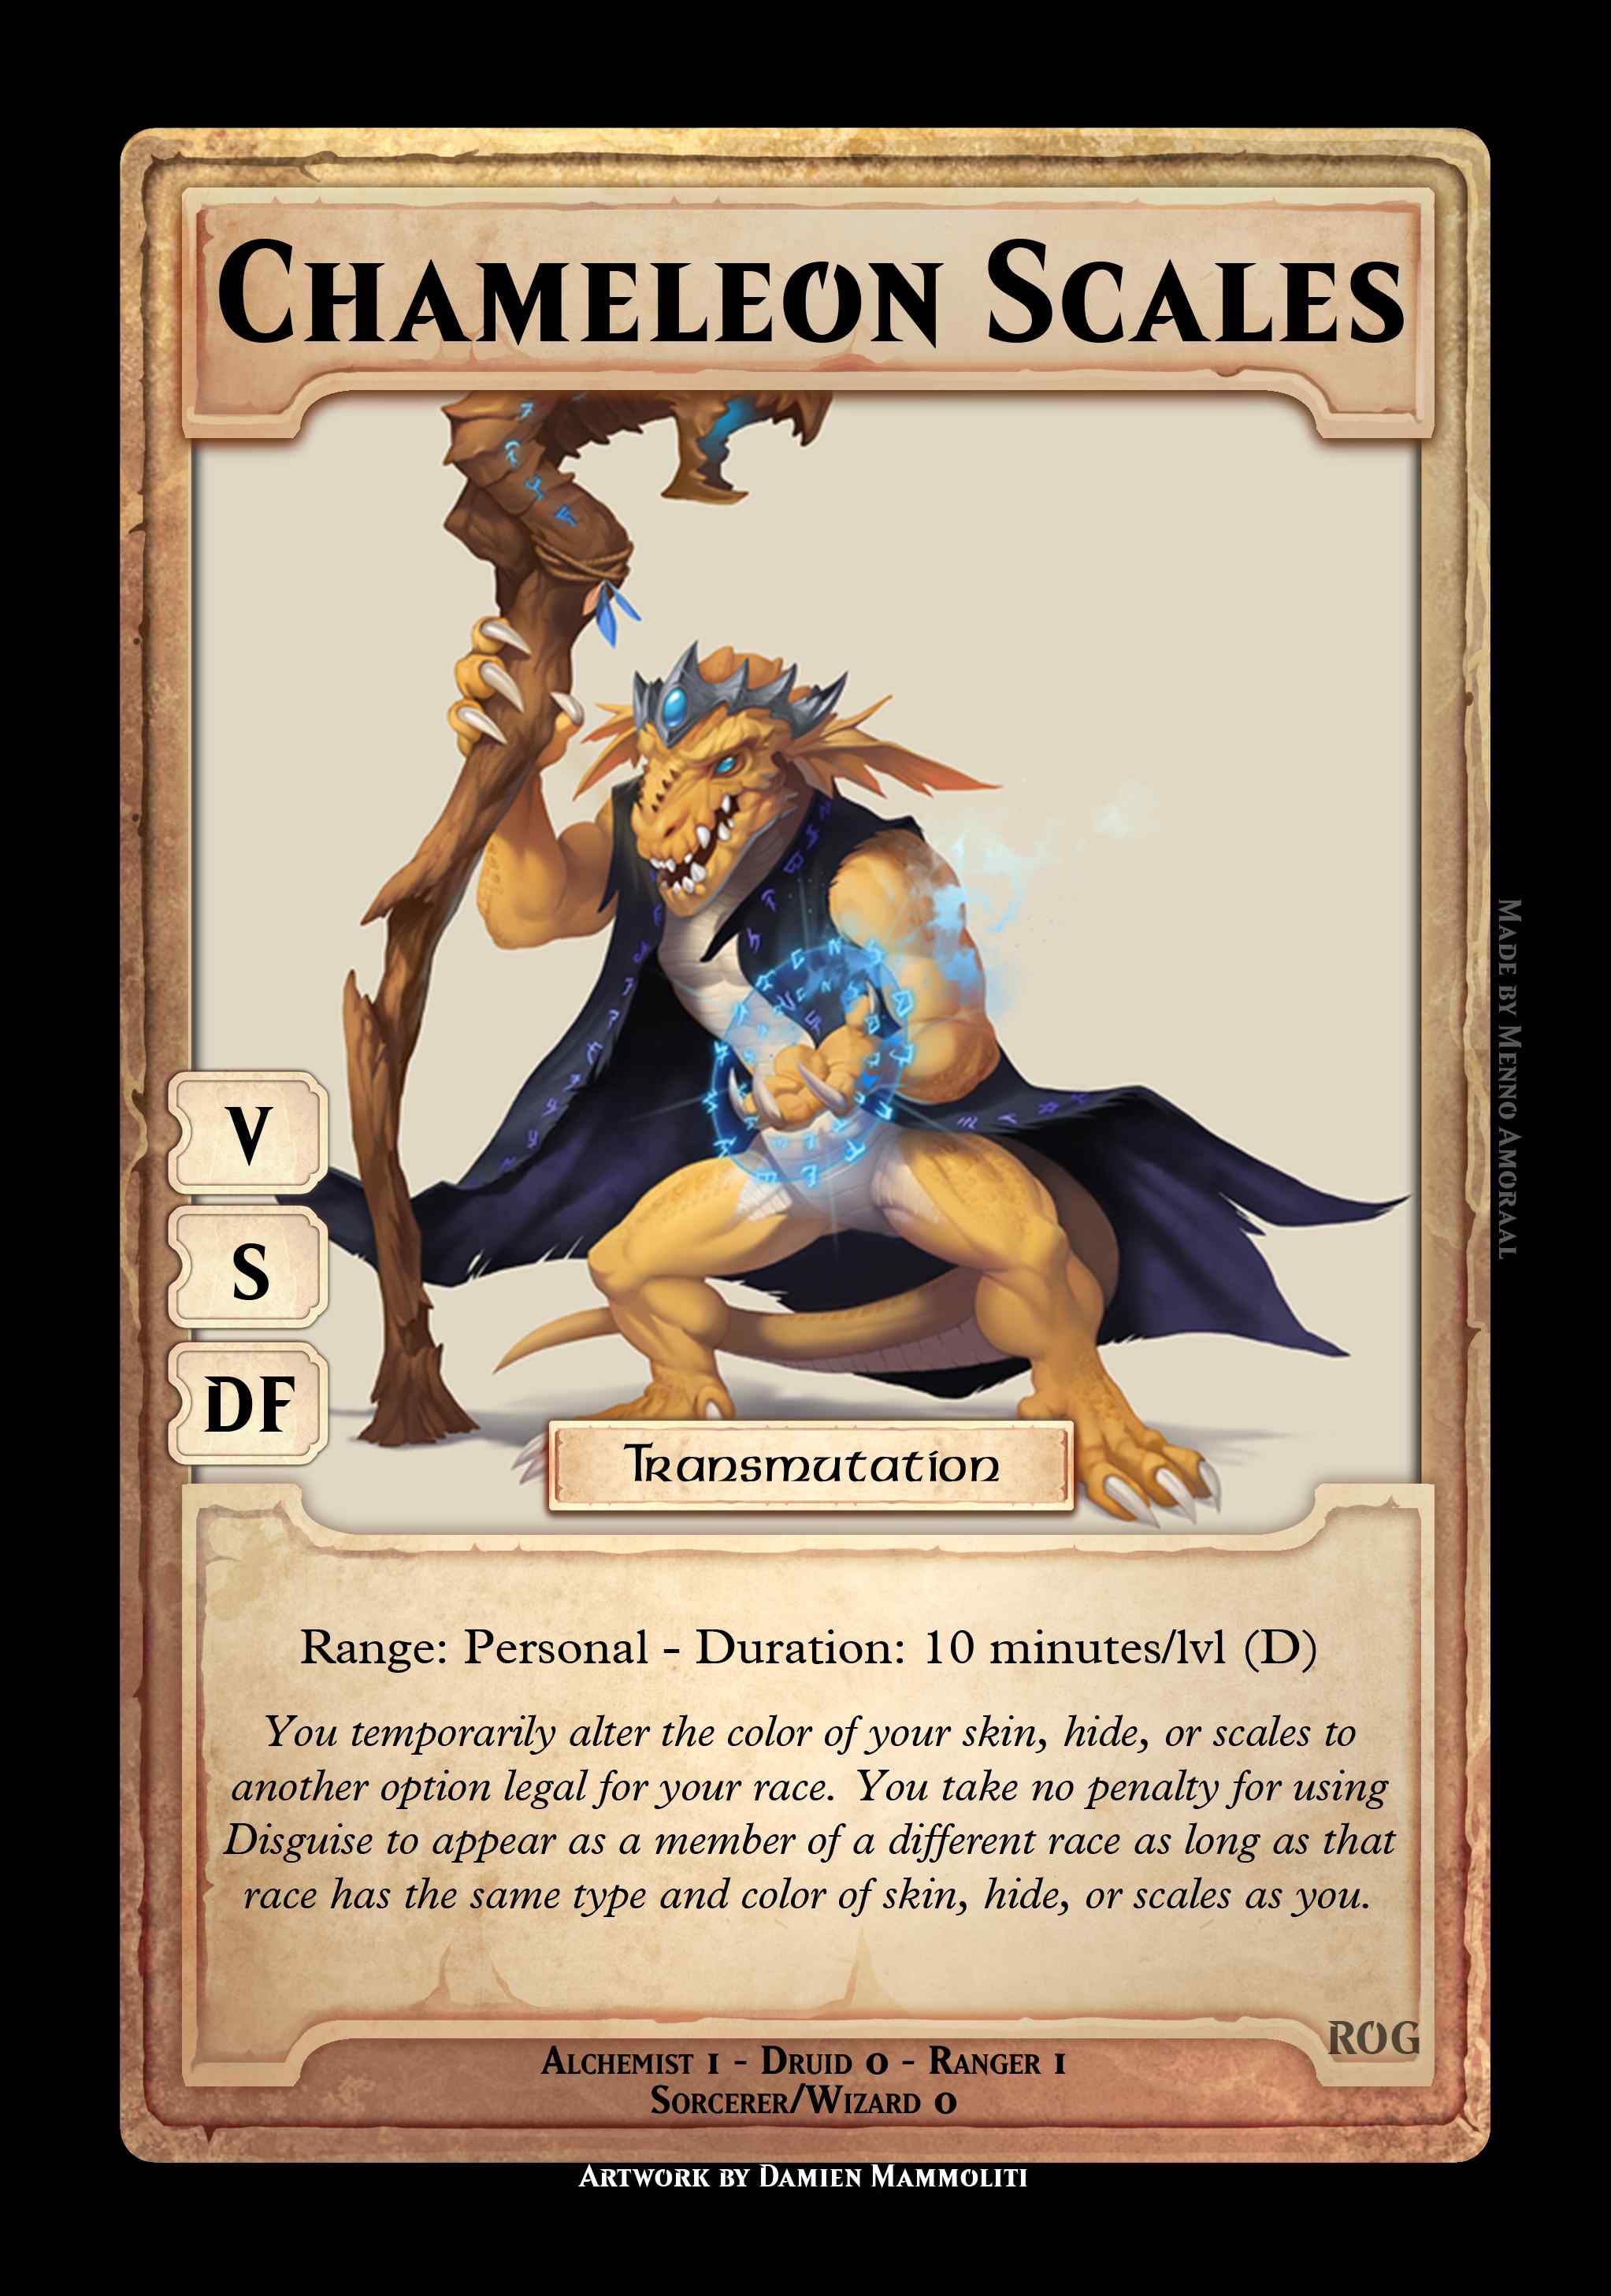 Chameleon Scales
V
S
DF
Transmutation
Range: Personal - Duration: 10 minutes/lvl (D)
You temporarily alter the color of your skin, hide, or scales to
another option legal for your race. You take no penalty for using
Disguise to appear as a member of a different race as long as that
race has the same type and color of skin, hide, or scales as you.
ROG
Alchemist 1 - Druid 0 - Ranger 1
Sorcerer/Wizard 0
Artwork by Damien Mammoliti
Made by Menno Amoraal